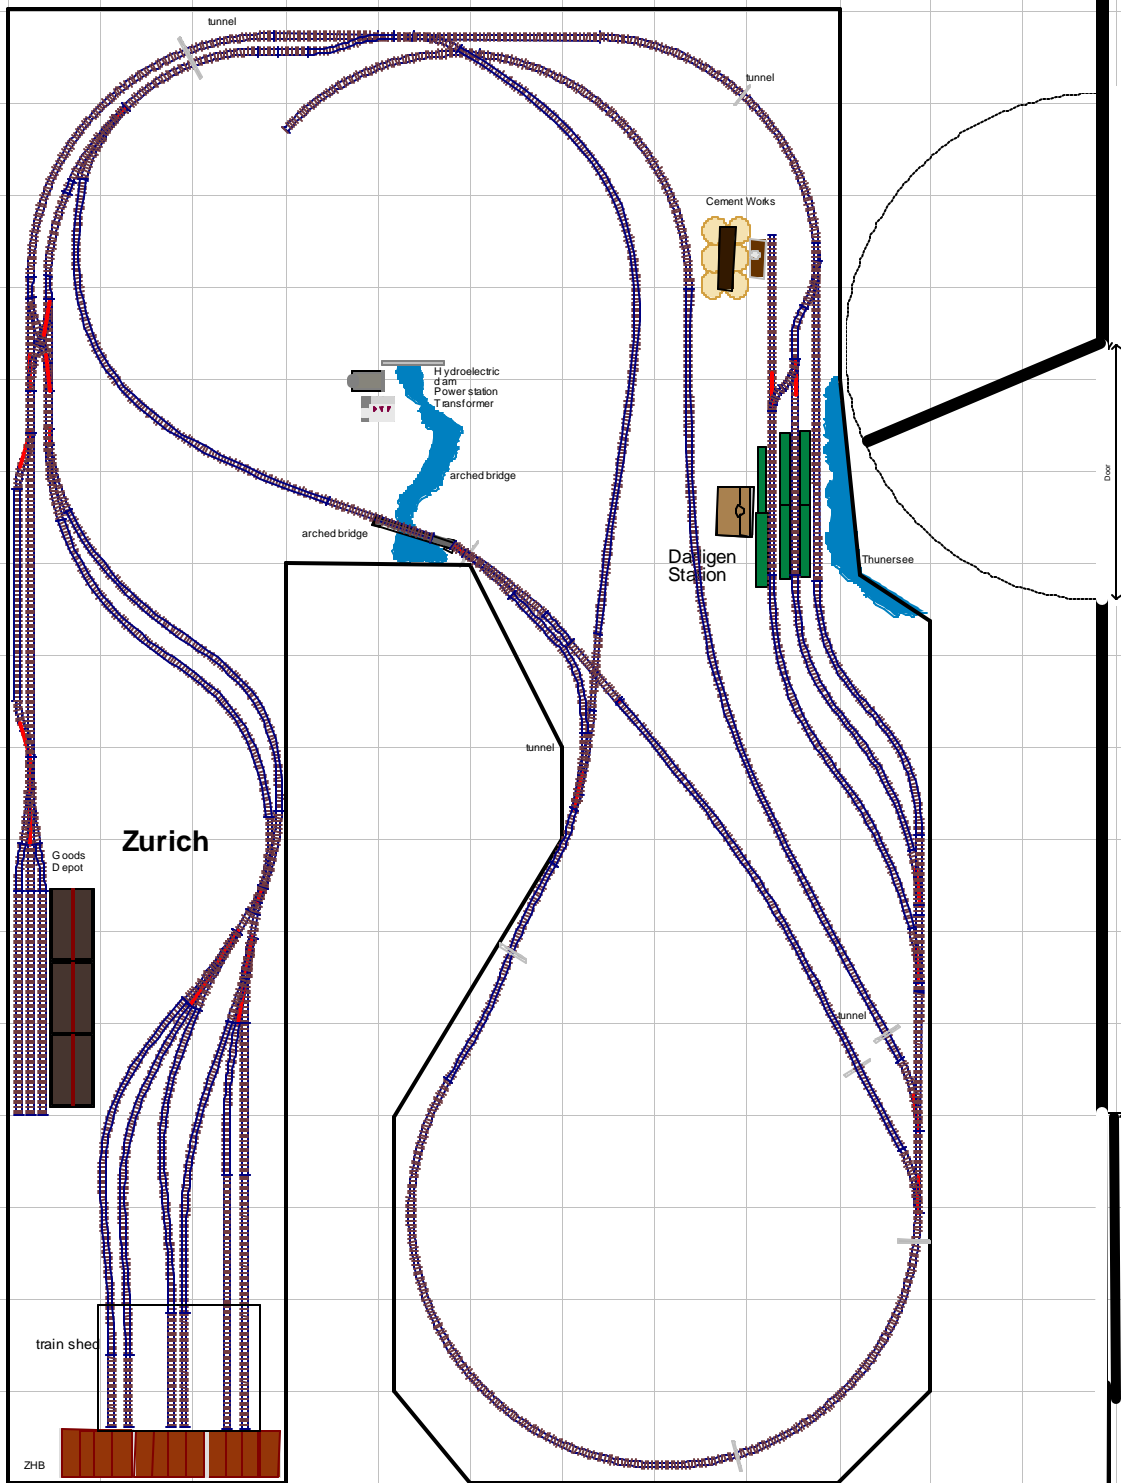 tunnel
tunnel
Cement Works
Hydroelectric
dam
Power station
Transformer
arched bridge
Door
arched bridge
Därligen
Station
Thunersee
tunnel
Zurich
Goods
Depot
tunnel
train shed
ZHB